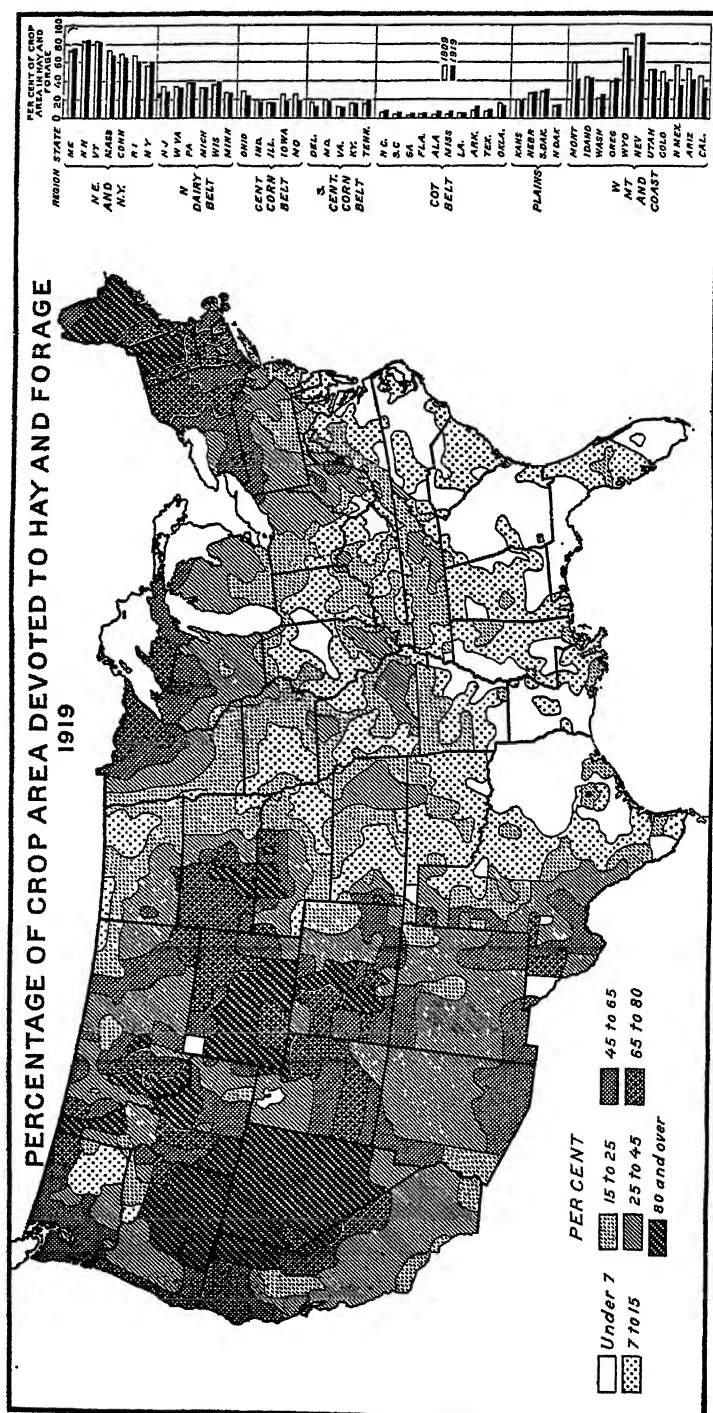 PERCENTAGE OF CROP AREA DEVOTED TO HAY AND FORAGE
1919
PER CENT
Under 7
7 to 15
15 to 25
25 to 45
45 to 65
65 to 80
80 and over
PER CENT OF CROP
AREA IN HAY AND
FORAGE
0 20 40 60 80 100
REGION STATE
N.E.
AND
N.Y.
ME
N H
VT
MASS
CONN
R I
N Y
N
DAIRY
BELT
N J
W VA
PA
MICH
WIS
MINN
CENT
CORN
BELT
OHIO
IND.
ILL.
IOWA
MO
S.
CENT.
CORN
BELT
DEL.
MD.
VA.
KY.
TENN.
COT
BELT
N C.
S.C
GA
FLA.
ALA
MISS
LA.
ARK.
TEX.
OKLA.
1909
1919
PLAINS
KANS
NEBR
S.DAK.
N DAK
W
MT
AND
COAST
MONT
IDAHO
WASH
OREG
WYO
NEV
UTAH
COLO
N MEX.
ARIZ
CAL.